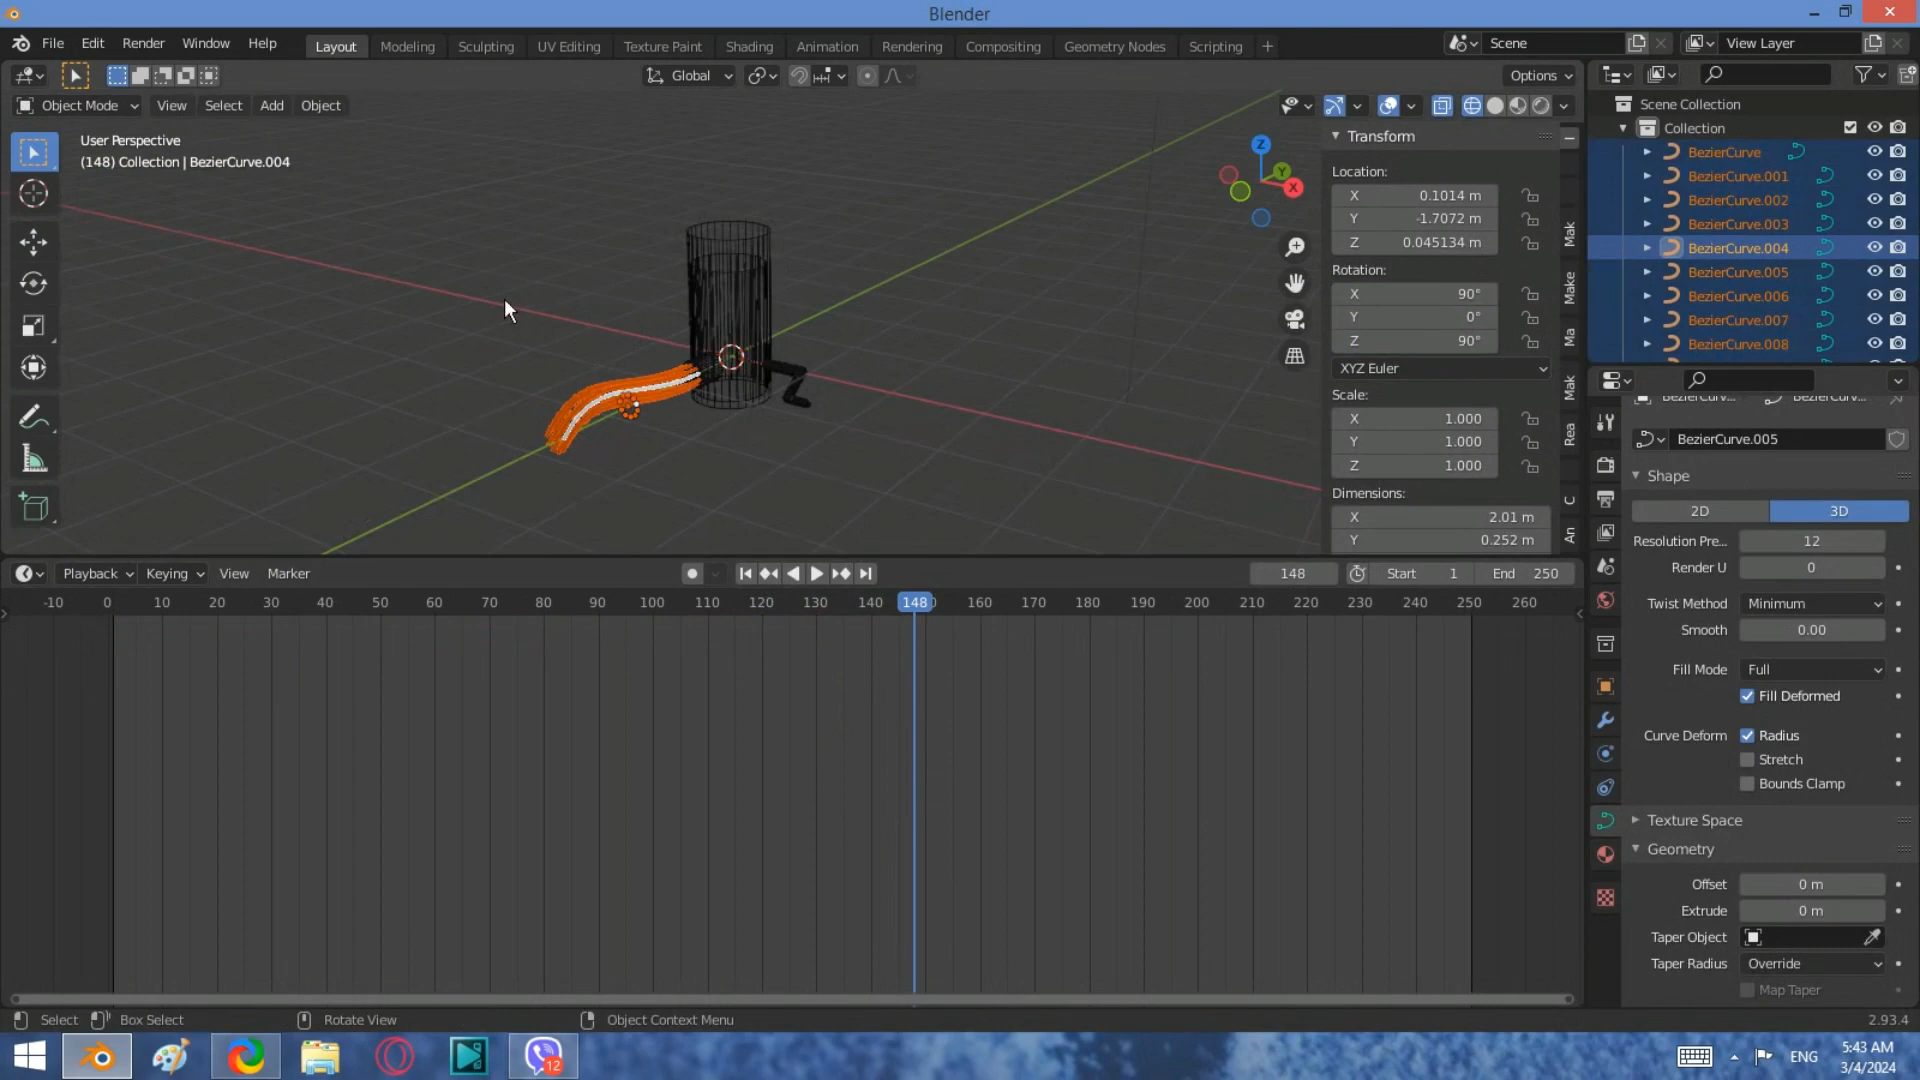 Blender
File Edit Render Window Help
Layout Modeling Sculpting UV Editing Texture Paint Shading Animation Rendering Compositing Geometry Nodes Scripting +
Scene
View Layer
Global
Options
Object Mode View Select Add Object
User Perspective
(148) Collection | BezierCurve.004
Z
Y
X
Transform
Location:
X 0.1014 m
Y -1.7072 m
Z 0.045134 m
Rotation:
X 90°
Y 0°
Z 90°
XYZ Euler
Scale:
X 1.000
Y 1.000
Z 1.000
Dimensions:
X 2.01 m
Y 0.252 m
Mak
Make
Ma
Mak
Rea
C
An
Scene Collection
Collection
BezierCurve
BezierCurve.001
BezierCurve.002
BezierCurve.003
BezierCurve.004
BezierCurve.005
BezierCurve.006
BezierCurve.007
BezierCurve.008
BezierCurv... BezierCurv...
BezierCurve.005
Shape
2D 3D
Resolution Pre... 12
Render U 0
Twist Method Minimum
Smooth 0.00
Fill Mode Full
Fill Deformed
Curve Deform Radius
Stretch
Bounds Clamp
Texture Space
Geometry
Offset 0 m
Extrude 0 m
Taper Object
Taper Radius Override
Map Taper
Playback Keying View Marker
148 Start 1 End 250
-10 0 10 20 30 40 50 60 70 80 90 100 110 120 130 140 148 160 170 180 190 200 210 220 230 240 250 260
Select Box Select Rotate View Object Context Menu
2.93.4
12
ENG
5:43 AM
3/4/2024